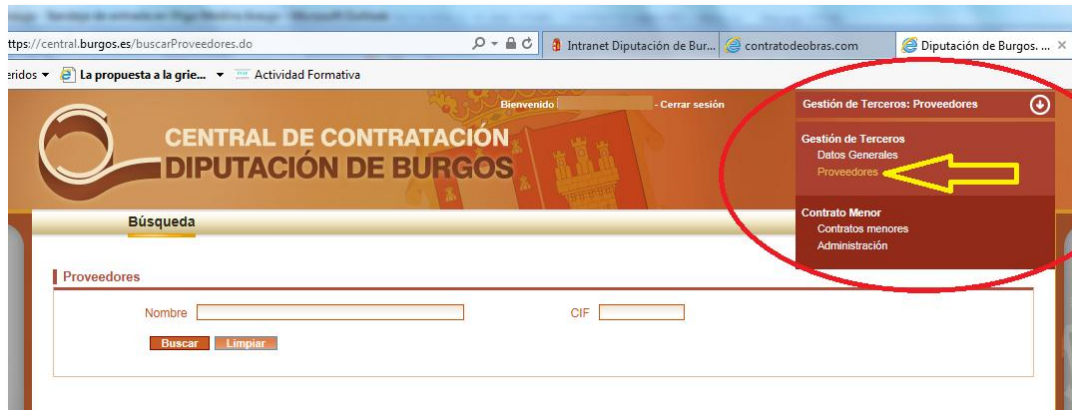 ttps://central.burgos.es/buscarProveedores.do
Intranet Diputación de Bur...
contratodeobras.com
Diputación de Burgos. ...
eridos
La propuesta a la grie...
Actividad Formativa
Bienvenido
- Cerrar sesión
Gestión de Terceros: Proveedores
CENTRAL DE CONTRATACIÓN
DIPUTACIÓN DE BURGOS
Gestión de Terceros
Datos Generales
Proveedores
Contrato Menor
Contratos menores
Administración
Búsqueda
Proveedores
Nombre
CIF
Buscar
Limpiar